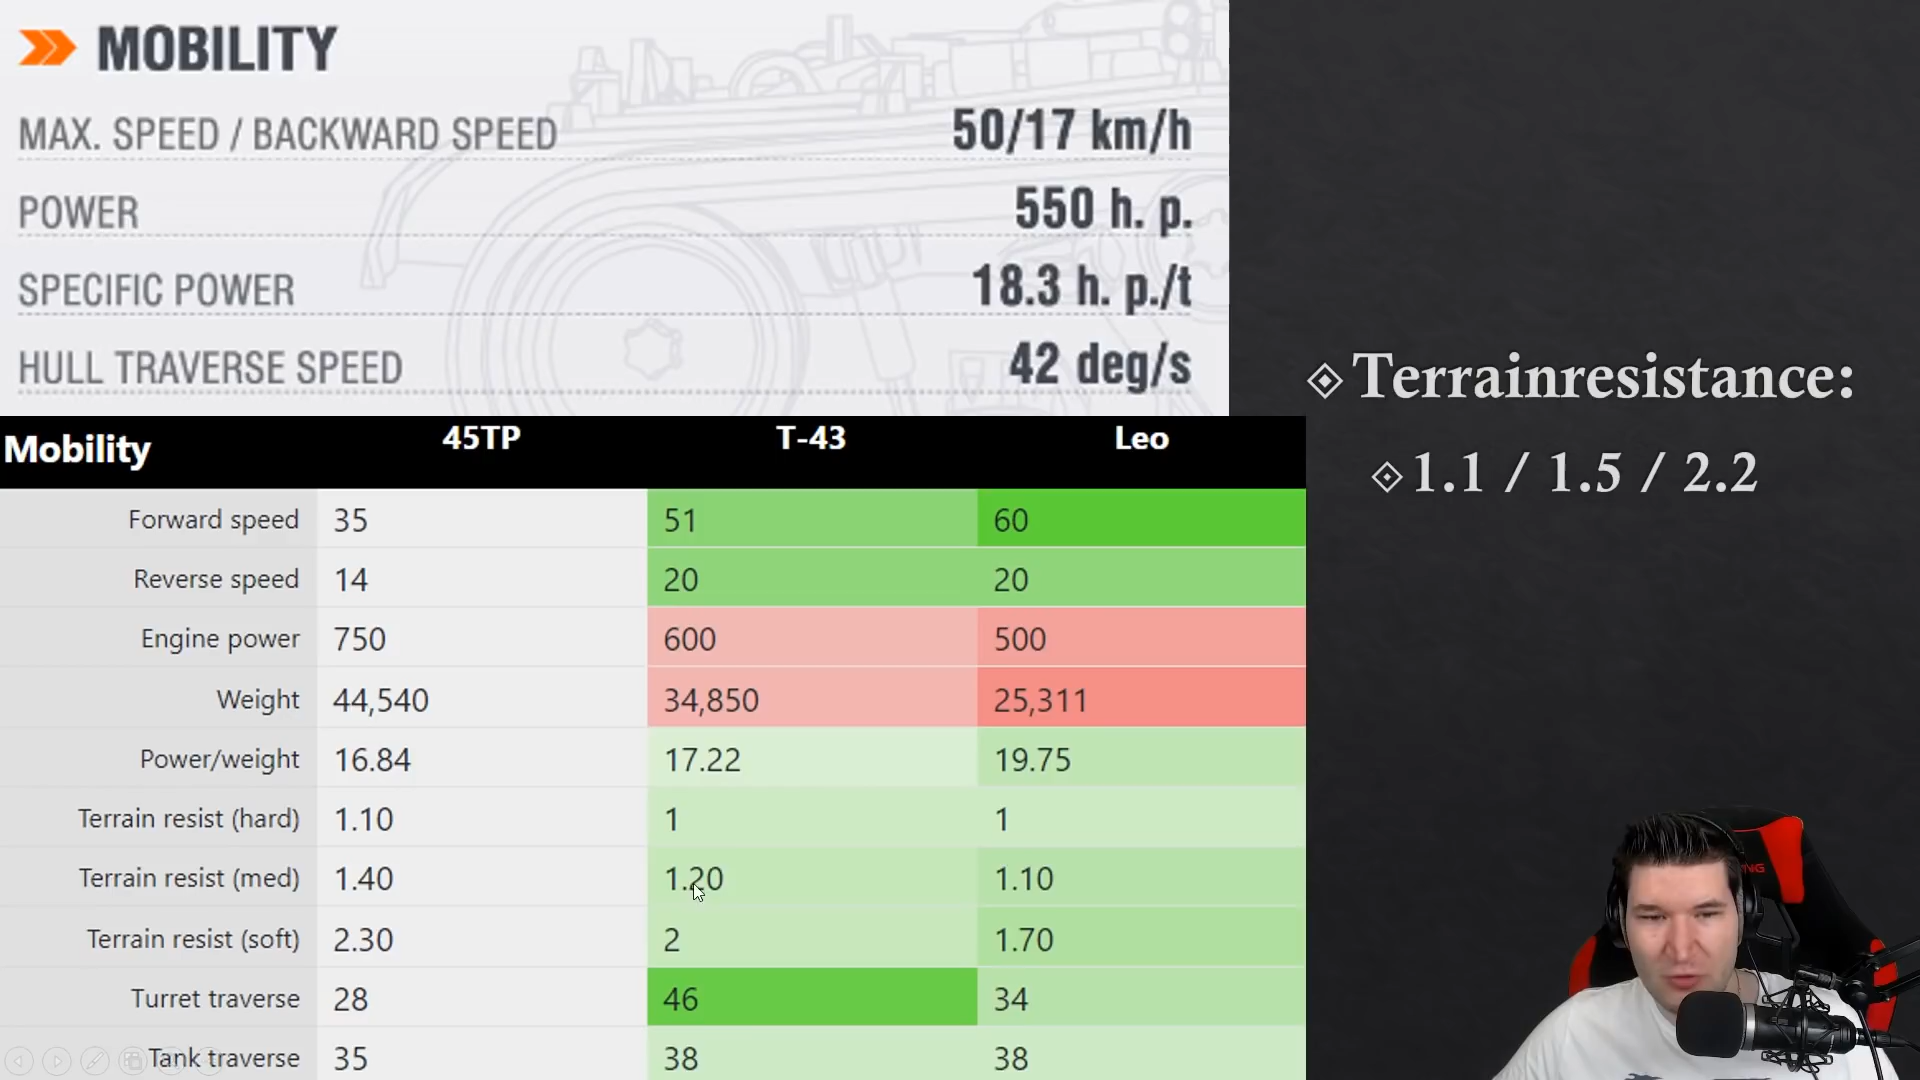 MOBILITY
MAX. SPEED / BACKWARD SPEED 50/17 km/h
POWER 550 h. p.
SPECIFIC POWER 18.3 h. p./t
HULL TRAVERSE SPEED 42 deg/s
Terrainresistance:
1.1 / 1.5 / 2.2
Mobility 45TP T-43 Leo
Forward speed 35 51 60
Reverse speed 14 20 20
Engine power 750 600 500
Weight 44,540 34,850 25,311
Power/weight 16.84 17.22 19.75
Terrain resist (hard) 1.10 1 1
Terrain resist (med) 1.40 1.20 1.10
Terrain resist (soft) 2.30 2 1.70
Turret traverse 28 46 34
Tank traverse 35 38 38